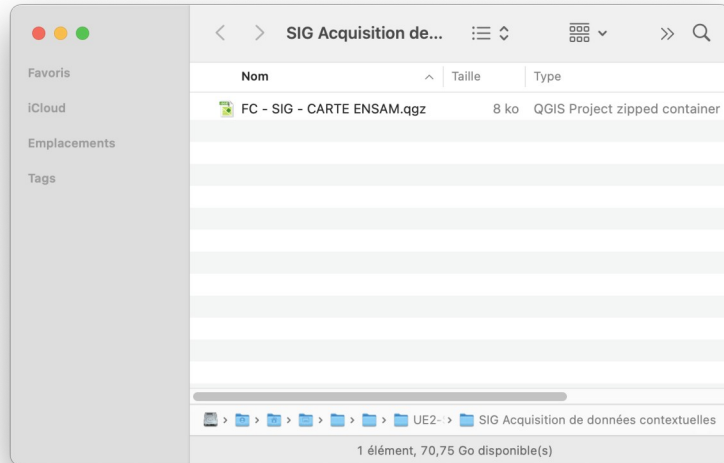 SIG Acquisition de...
Favoris
iCloud
Emplacements
Tags
Nom Taille Type
FC - SIG - CARTE ENSAM.qgz 8 ko QGIS Project zipped container
UE2- SIG Acquisition de données contextuelles
1 élément, 70,75 Go disponible(s)